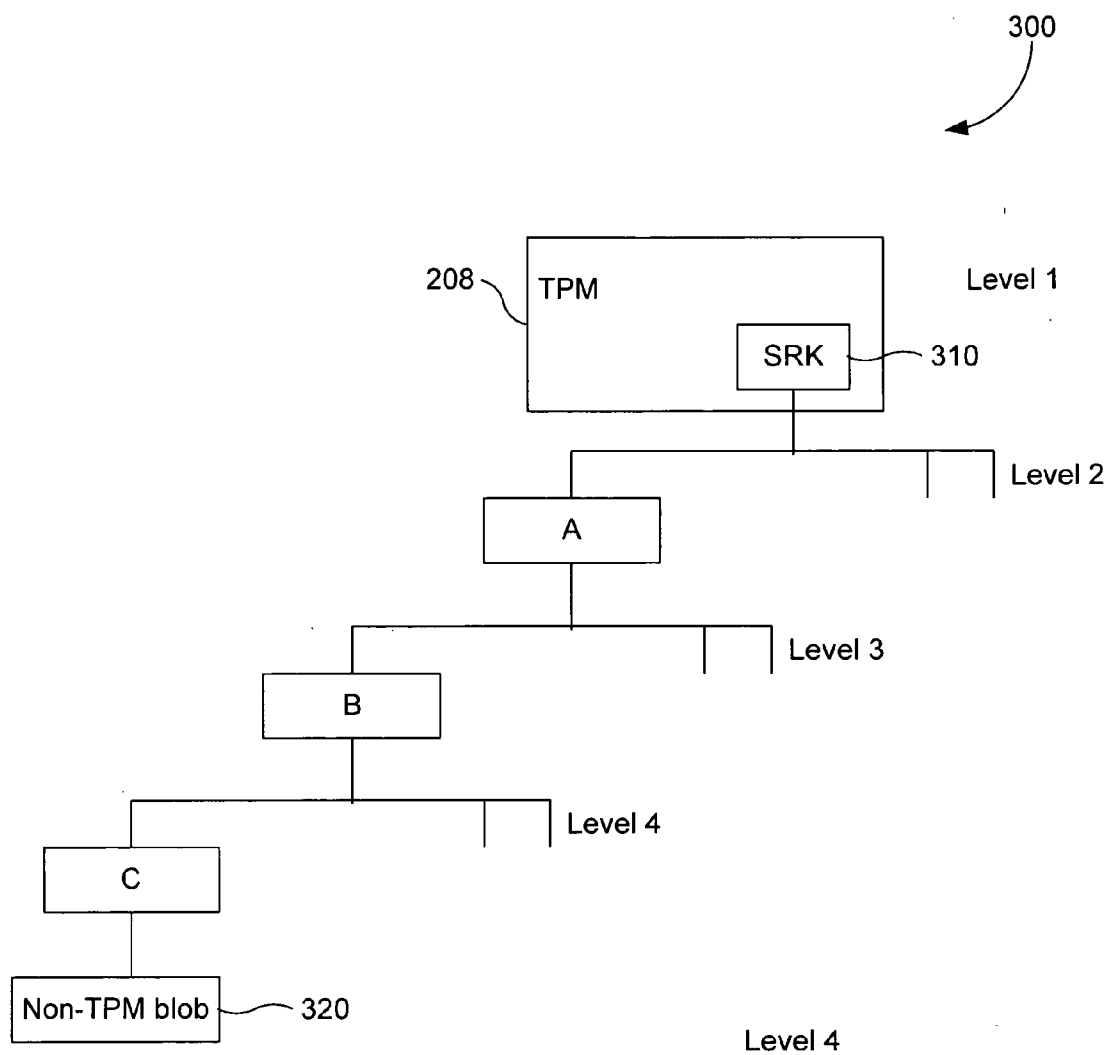 300
208
TPM
Level 1
SRK
310
Level 2
A
Level 3
B
Level 4
C
Non-TPM blob
320
Level 4